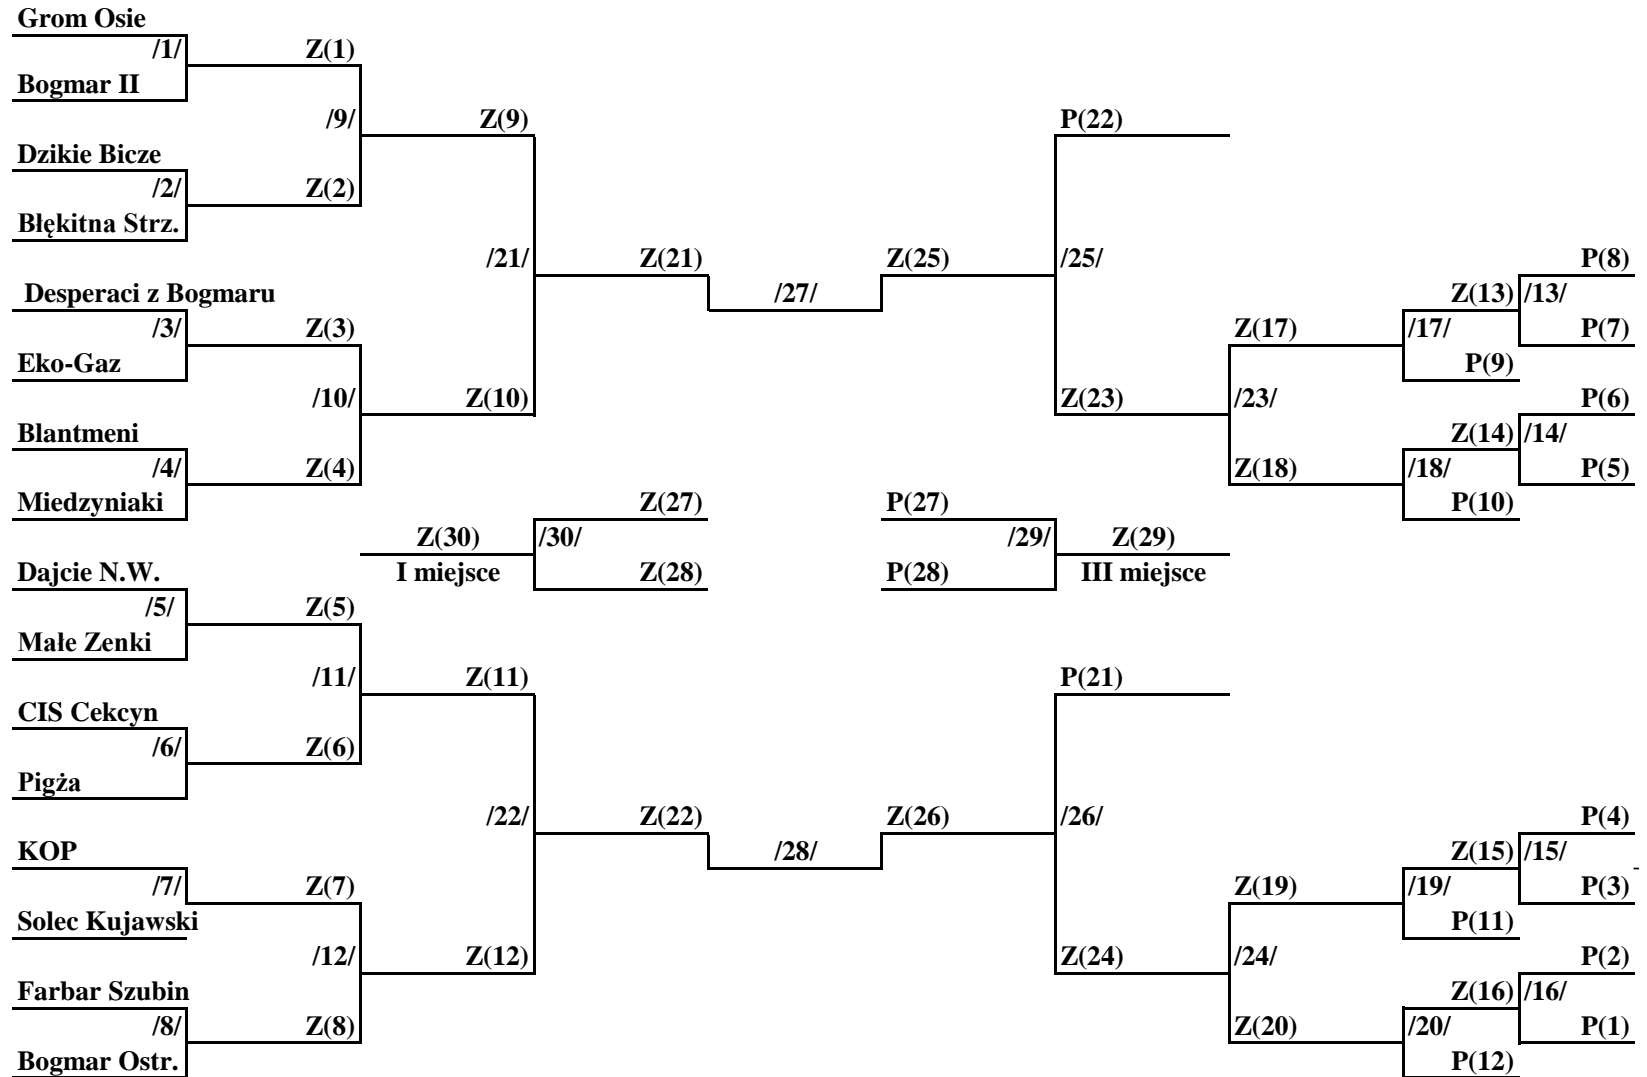 Grom Osie
/1/ Z(1)
Bogmar II
/9/ Z(9) P(22)
Dzikie Bicze
/2/ Z(2)
Błękitna Strz.
/21/ Z(21) Z(25) /25/ P(8)
Desperaci z Bogmaru /27/ Z(13) /13/
/3/ Z(3) Z(17) /17/ P(7)
Eko-Gaz P(9)
/10/ Z(10) Z(23) /23/ P(6)
Blantmeni Z(14) /14/
/4/ Z(4) Z(18) /18/ P(5)
Miedzyniaki Z(27) P(27) P(10)
Z(30) /30/ /29/ Z(29)
Dajcie N.W. I miejsce Z(28) P(28) III miejsce
/5/ Z(5)
Małe Zenki
/11/ Z(11) P(21)
CIS Cekcyn
/6/ Z(6)
Pigża
/22/ Z(22) Z(26) /26/ P(4)
KOP /28/ Z(15) /15/
/7/ Z(7) Z(19) /19/ P(3)
Solec Kujawski P(11)
/12/ Z(12) Z(24) /24/ P(2)
Farbar Szubin Z(16) /16/
/8/ Z(8) Z(20) /20/ P(1)
Bogmar Ostr. P(12)